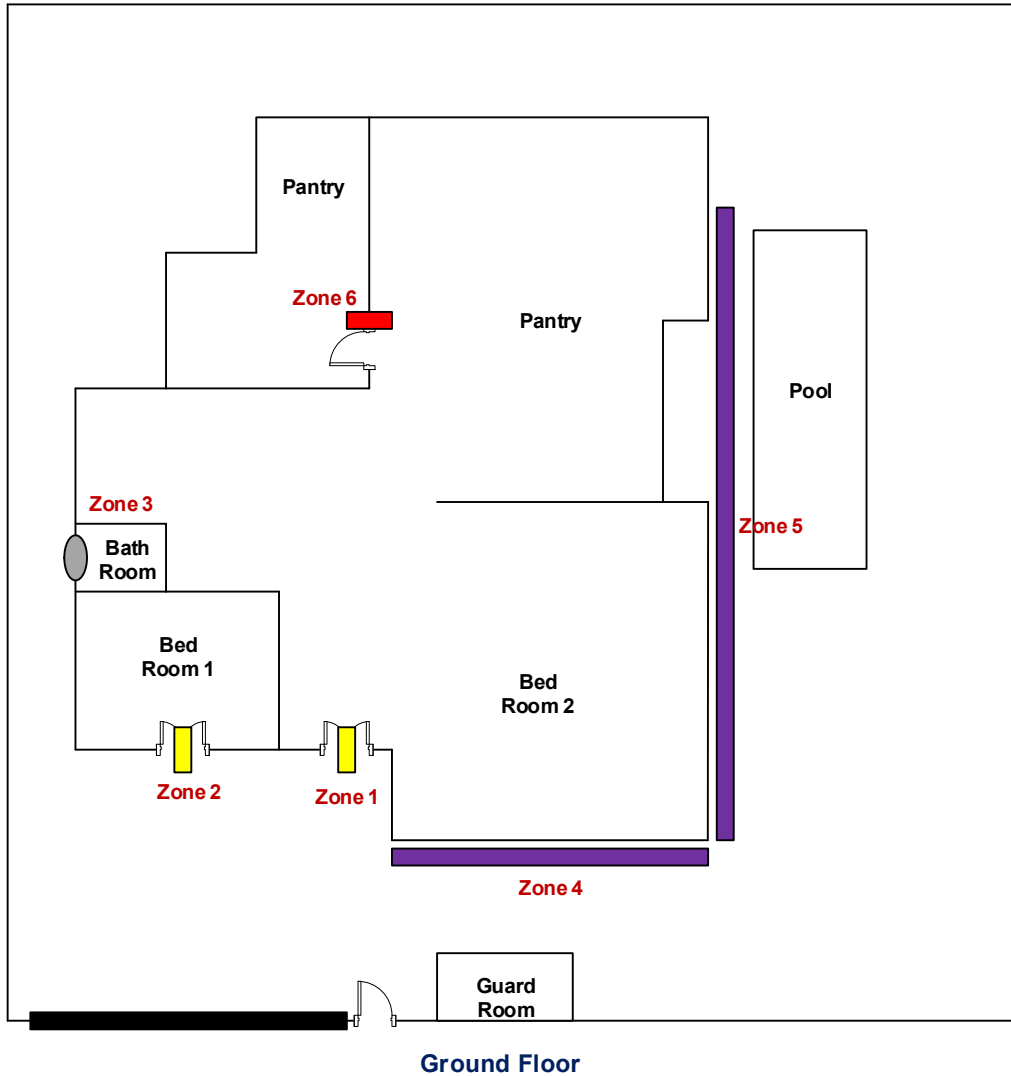 Pantry
Zone 6
Pantry
Pool
Zone 3
Zone 5
Bath
Room
Bed
Room 1
Bed
Room 2
Zone 2
Zone 1
Zone 4
Guard
Room
Ground Floor